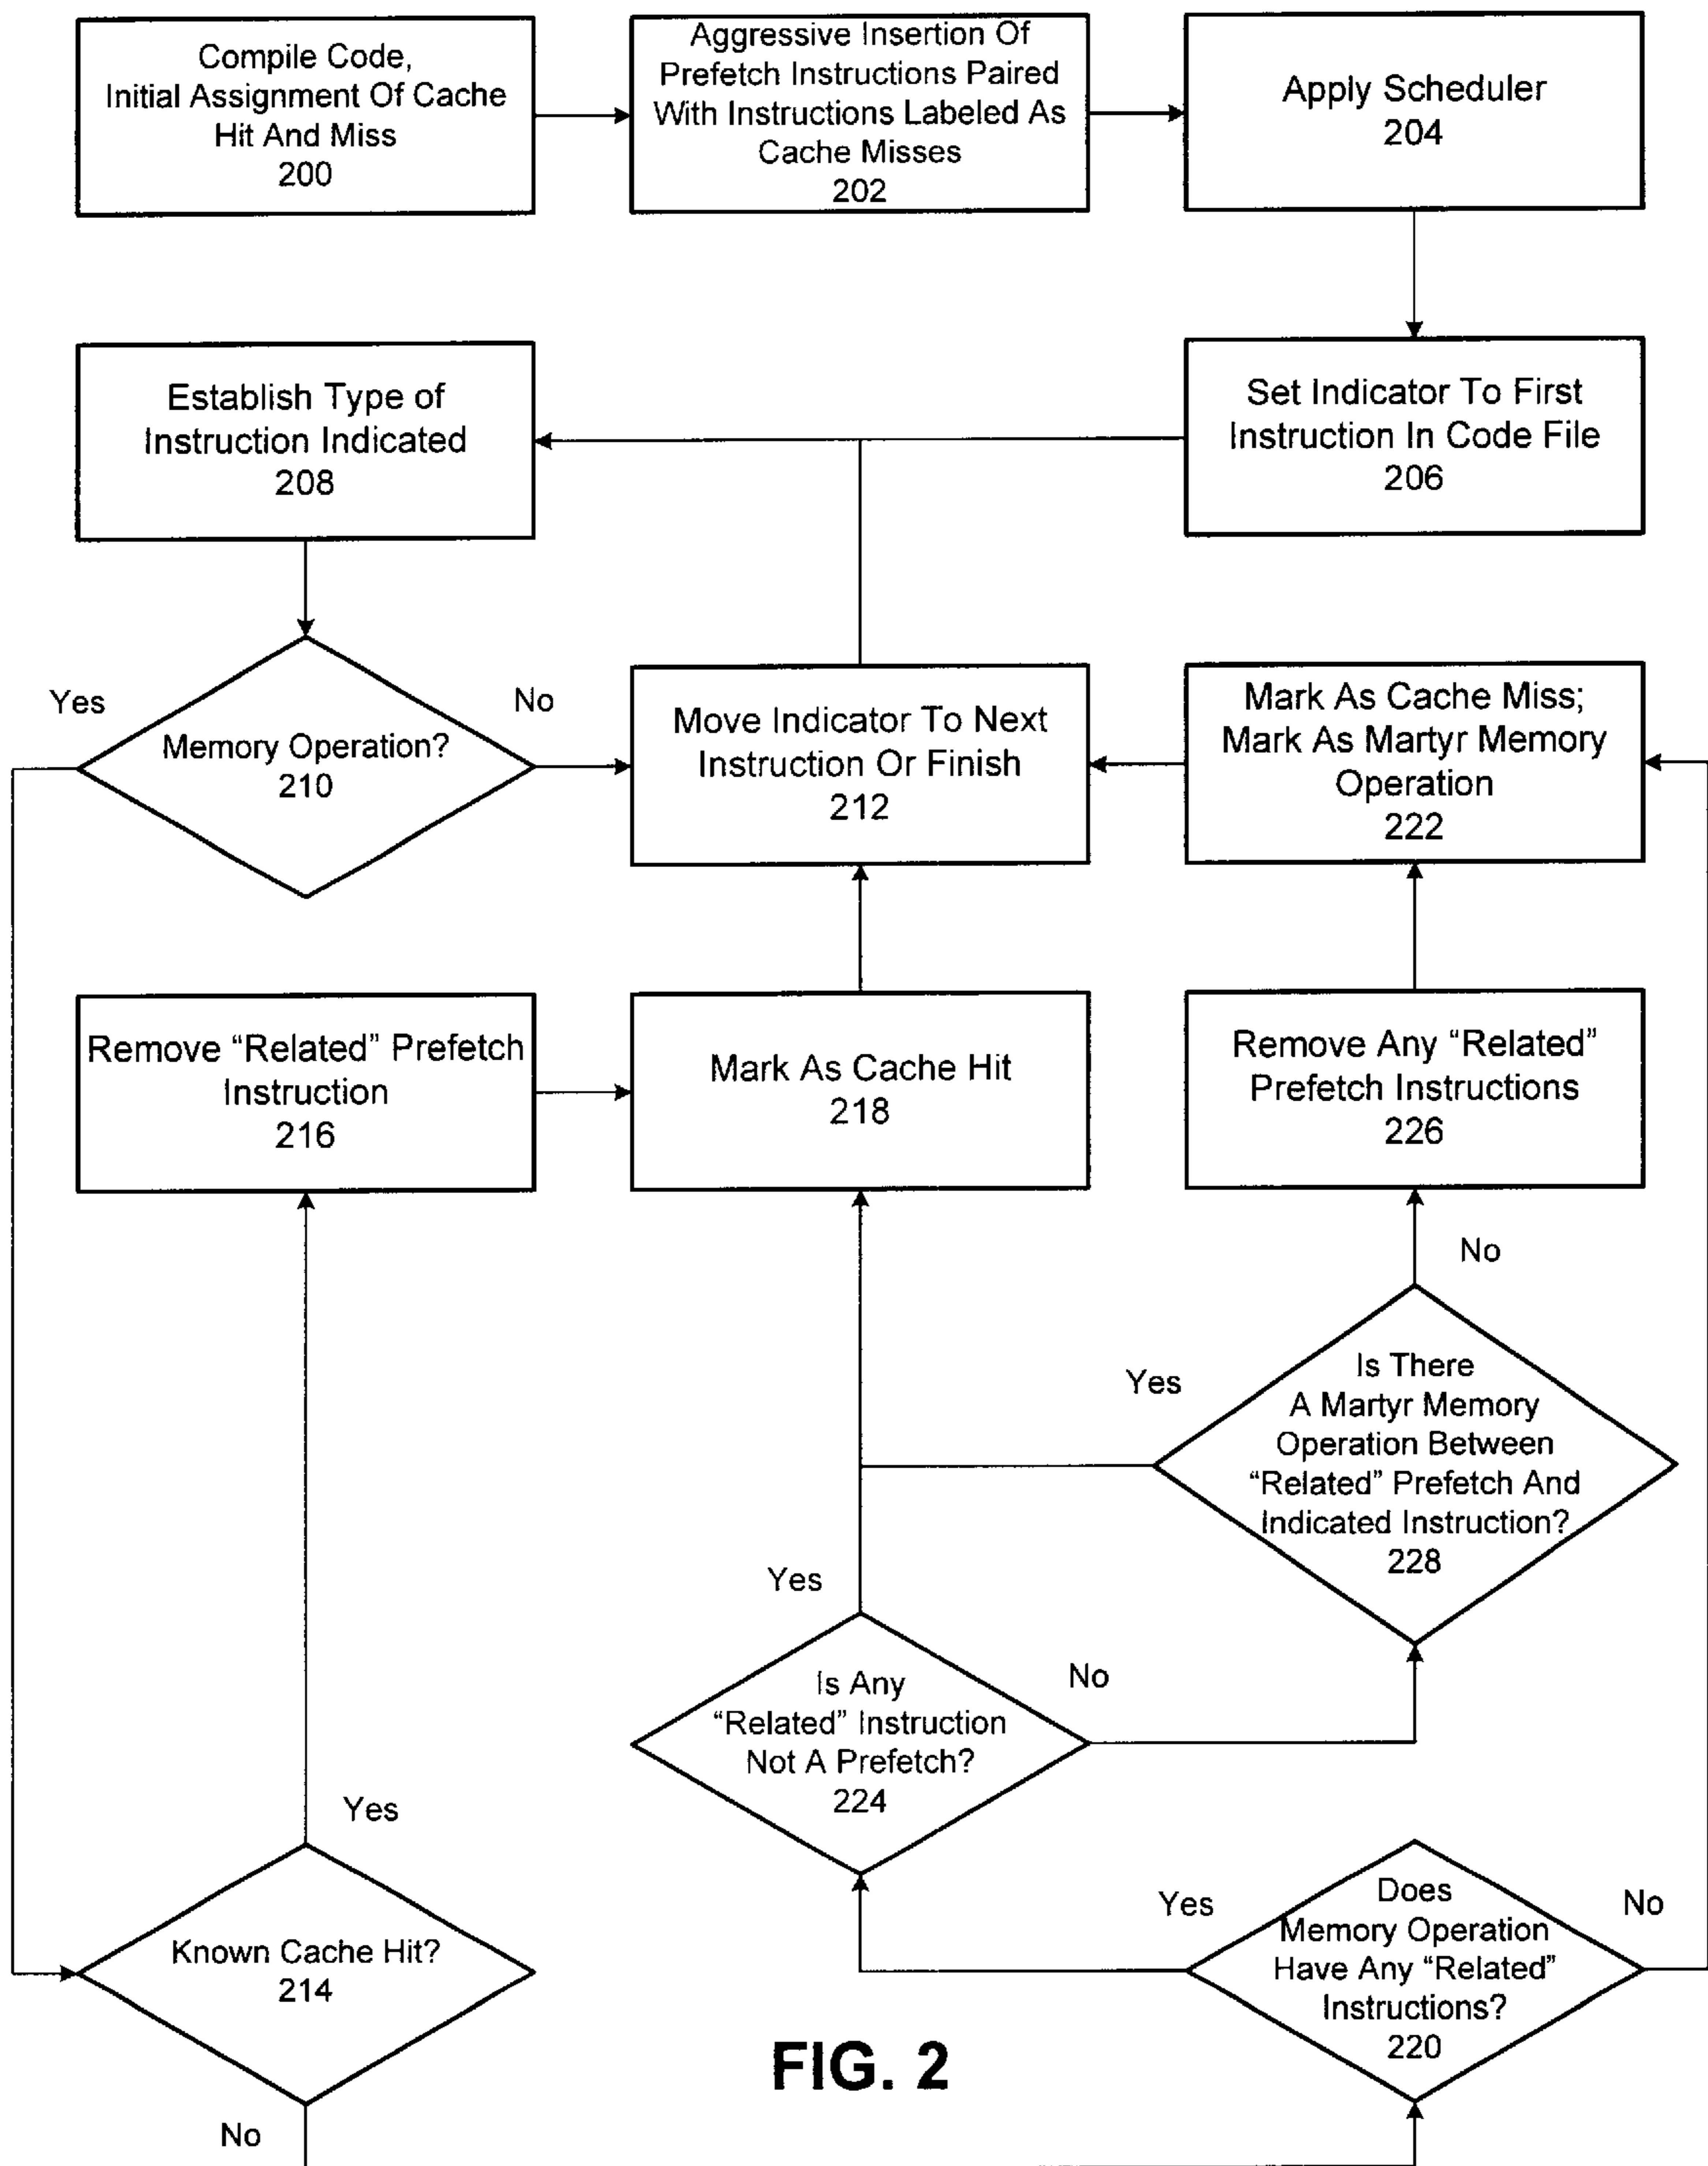 Compile Code,
Initial Assignment Of Cache
Hit And Miss
200
Aggressive Insertion Of
Prefetch Instructions Paired
With Instructions Labeled As
Cache Misses
202
Apply Scheduler
204
Establish Type of
Instruction Indicated
208
Set Indicator To First
Instruction In Code File
206
Yes
Memory Operation?
210
No
Move Indicator To Next
Instruction Or Finish
212
Mark As Cache Miss;
Mark As Martyr Memory
Operation
222
Remove “Related” Prefetch
Instruction
216
Mark As Cache Hit
218
Remove Any “Related”
Prefetch Instructions
226
No
Yes
Is There
A Martyr Memory
Operation Between
“Related” Prefetch And
Indicated Instruction?
228
Yes
Is Any
“Related” Instruction
Not A Prefetch?
224
No
Yes
Known Cache Hit?
214
Yes
Does
Memory Operation
Have Any “Related”
Instructions?
220
No
FIG. 2
No